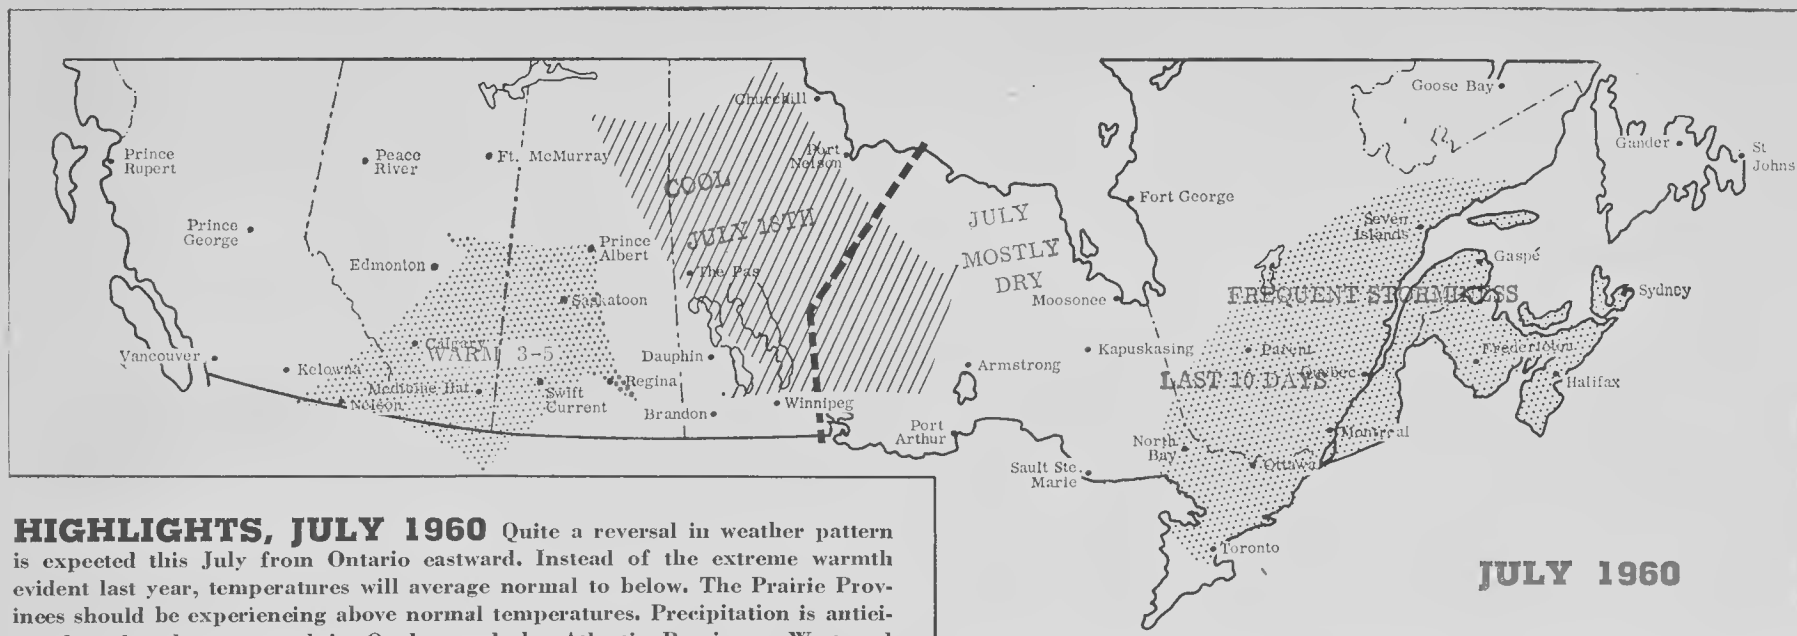 Churchill
Goose Bay
Prince
Rupert
Peace
River
Ft. McMurray
Port
Nelson
Gander
St
Johns
COOL
Fort George
Prince
George
JULY 18TH
JULY
MOSTLY
DRY
Seven
Islands
Edmonton
Prince
Albert
The Pas
Gaspé
Saskatoon
Moosonee
FREQUENT STORMINESS
Sydney
Vancouver
Calgary
WARM 3-5
Dauphin
Kapuskasing
Parent
Fredericton
Kelowna
Armstrong
Medicine Hat
Regina
LAST 10 DAYS
Quebec
Halifax
Nelson
Swift
Current
Brandon
Winnipeg
Port
Arthur
North
Bay
Montreal
Sault Ste.
Marie
Ottawa
Toronto
HIGHLIGHTS, JULY 1960 Quite a reversal in weather pattern
is expected this July from Ontario eastward. Instead of the extreme warmth
evident last year, temperatures will average normal to below. The Prairie Prov-
inces should be experiencing above normal temperatures. Precipitation is antici-
JULY 1960